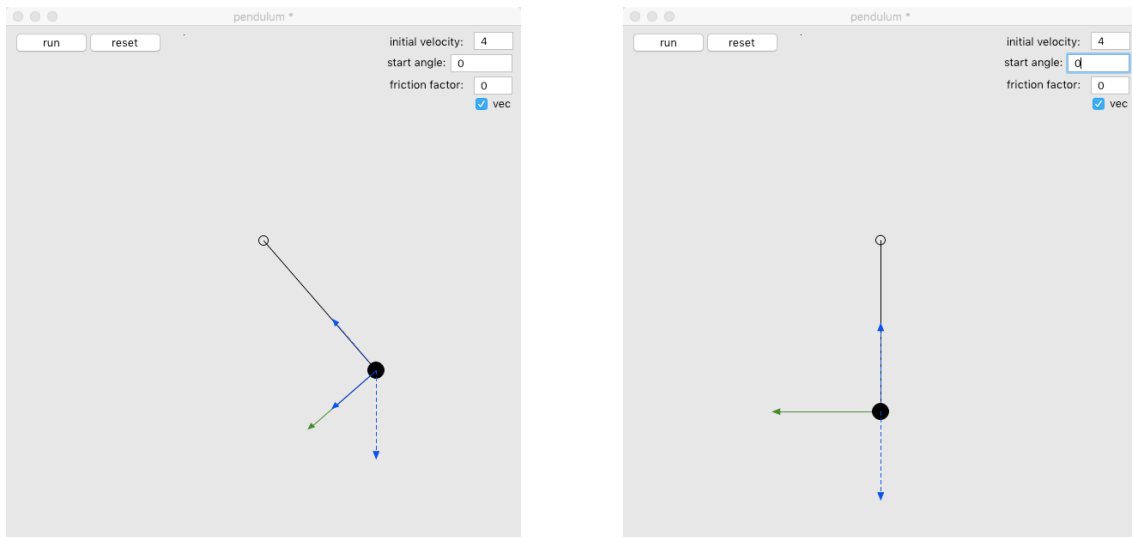 pendulum *
run
reset
initial velocity: 4
start angle: 0
friction factor: 0
vec
pendulum *
run
reset
initial velocity: 4
start angle: 0
friction factor: 0
vec